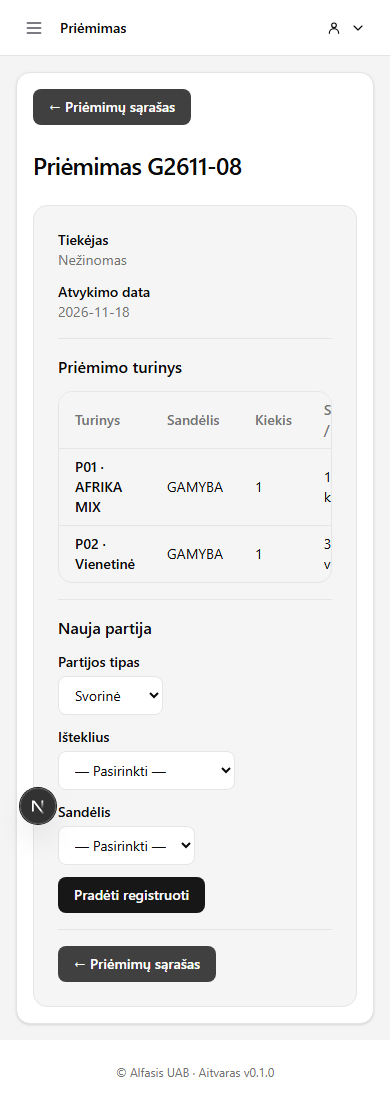 Priėmimas
← Priėmimų sąrašas
Priėmimas G2611-08
Tiekėjas
Nežinomas
Atvykimo data
2026-11-18
Priėmimo turinys
Turinys Sandėlis Kiekis S
/
P01 ·
AFRIKA
MIX
GAMYBA 1 1
k
P02 ·
Vienetinė
GAMYBA 1 3
v
Nauja partija
Partijos tipas
Svorinė
Išteklius
— Pasirinkti —
N
Sandėlis
— Pasirinkti —
Pradėti registruoti
← Priėmimų sąrašas
© Alfasis UAB · Aitvaras v0.1.0